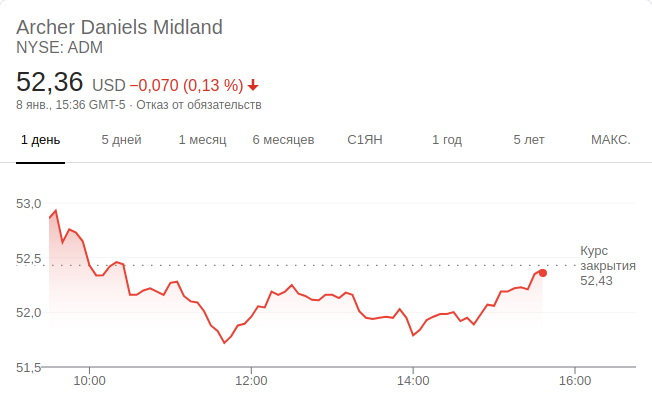 Archer Daniels Midland
NYSE: ADM
52,36 USD −0,070 (0,13 %)
8 янв., 15:36 GMT-5 · Отказ от обязательств
1 день 5 дней 1 месяц 6 месяцев С1ЯН 1 год 5 лет МАКС.
53,0
52,5
52,0
51,5
Курс
закрытия
52,43
10:00 12:00 14:00 16:00